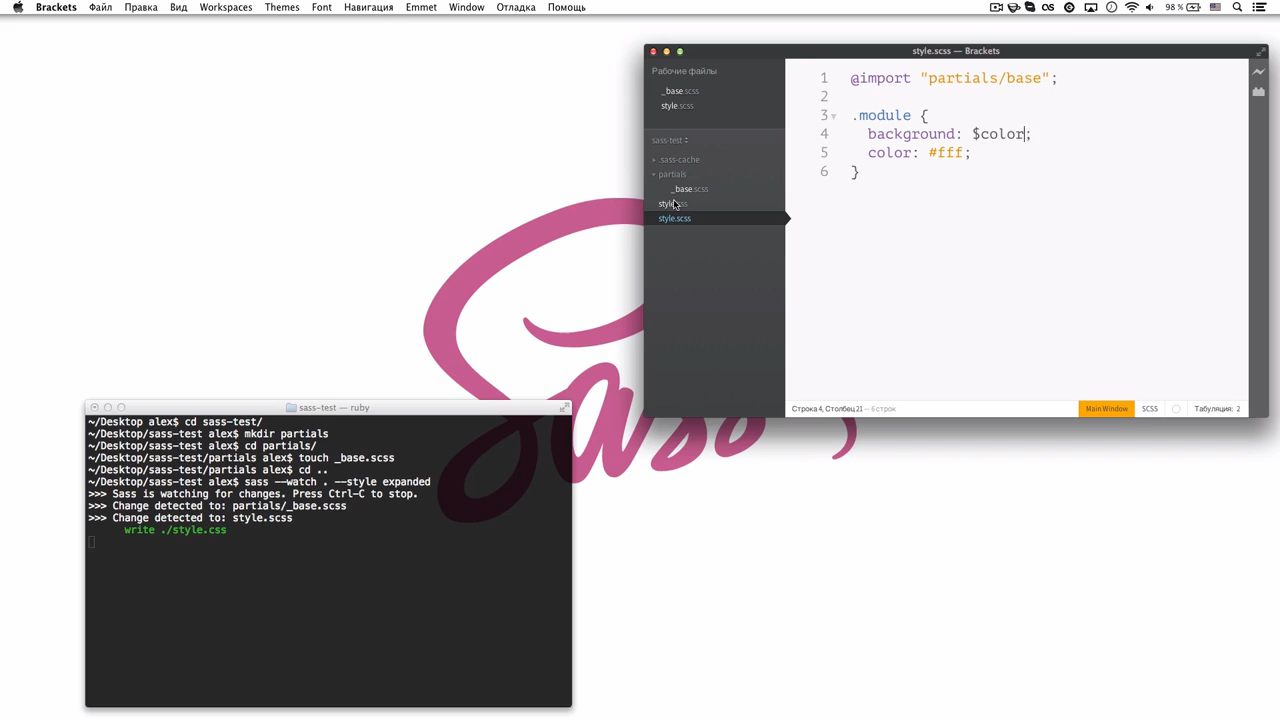 Brackets Файл Правка Вид Workspaces Themes Font Навигация Emmet Window Отладка Помощь 98 %
style.scss — Brackets
Рабочие файлы
_base.scss
style.scss
sass-test
.sass-cache
partials
_base.scss
style.css
style.scss
1 @import "partials/base";
2
3 .module {
4 background: $color;
5 color: #fff;
6 }
Строка 4, Столбец 21 — 6 строк Main Window SCSS Табуляция: 2
Sass
sass-test — ruby
~/Desktop alex$ cd sass-test/
~/Desktop/sass-test alex$ mkdir partials
~/Desktop/sass-test alex$ cd partials/
~/Desktop/sass-test/partials alex$ touch _base.scss
~/Desktop/sass-test/partials alex$ cd ..
~/Desktop/sass-test alex$ sass --watch . --style expanded
>>> Sass is watching for changes. Press Ctrl-C to stop.
>>> Change detected to: partials/_base.scss
>>> Change detected to: style.scss
write ./style.css